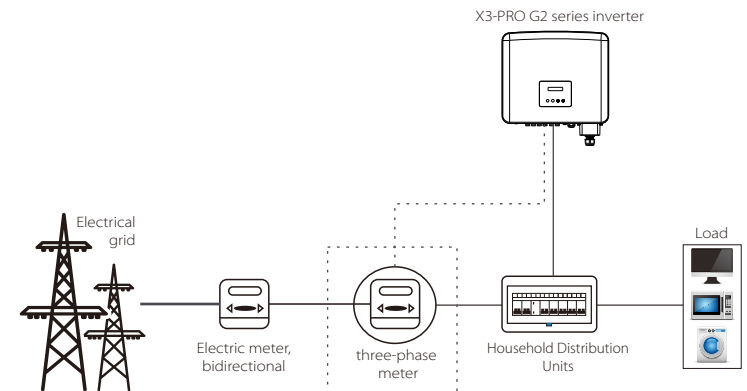 X3-PRO G2 series inverter
Electrical
grid
Load
Electric meter,
bidirectional
three-phase
meter
Household Distribution
Units